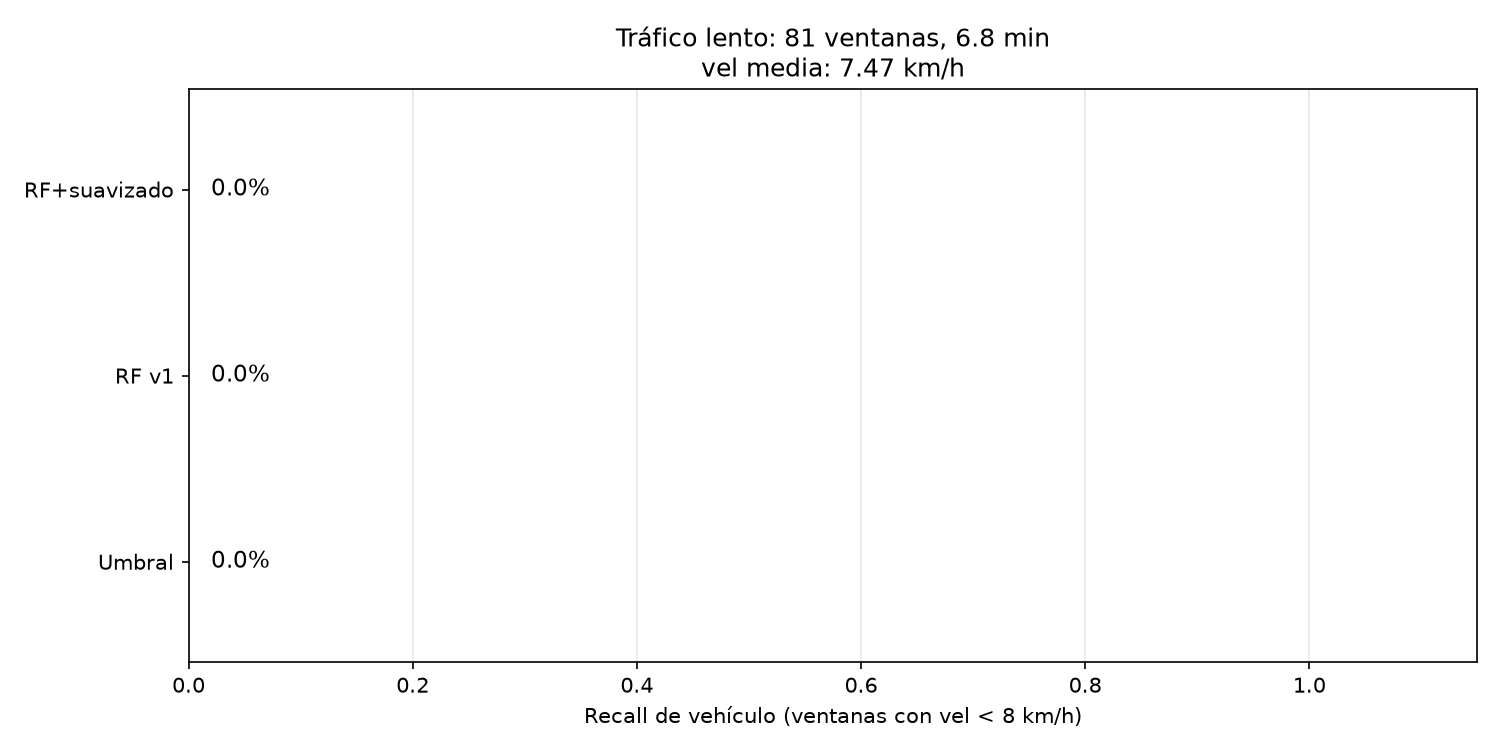 Tráfico lento: 81 ventanas, 6.8 min
vel media: 7.47 km/h
RF+suavizado
0.0%
RF v1
0.0%
Umbral
0.0%
0.0 0.2 0.4 0.6 0.8 1.0
Recall de vehículo (ventanas con vel < 8 km/h)